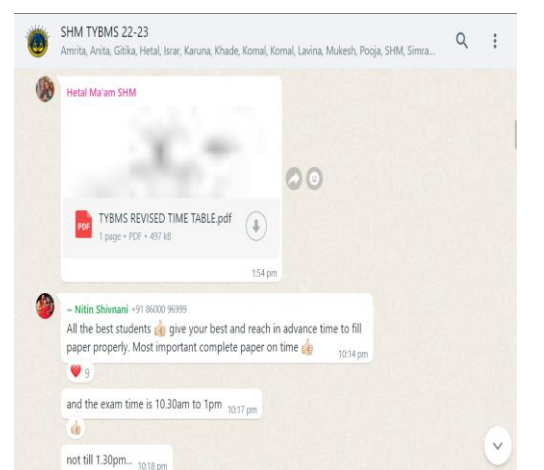 SHM TYBMS 22-23
Amrita, Anita, Gitika, Hetal, Israr, Karuna, Khade, Komal, Komal, Lavina, Mukesh, Pooja, SHM, Simra...
Hetal Ma'am SHM
PDF
TYBMS REVISED TIME TABLE.pdf
1 page • PDF • 497 kB
1:54 pm
~ Nitin Shivnani +91 86000 96999
All the best students 👍🏻 give your best and reach in advance time to fill
paper properly. Most important complete paper on time 👍🏻
10:14 pm
❤️ 9
and the exam time is 10.30am to 1pm 10:17 pm
👍🏻
not till 1.30pm... 10:18 pm